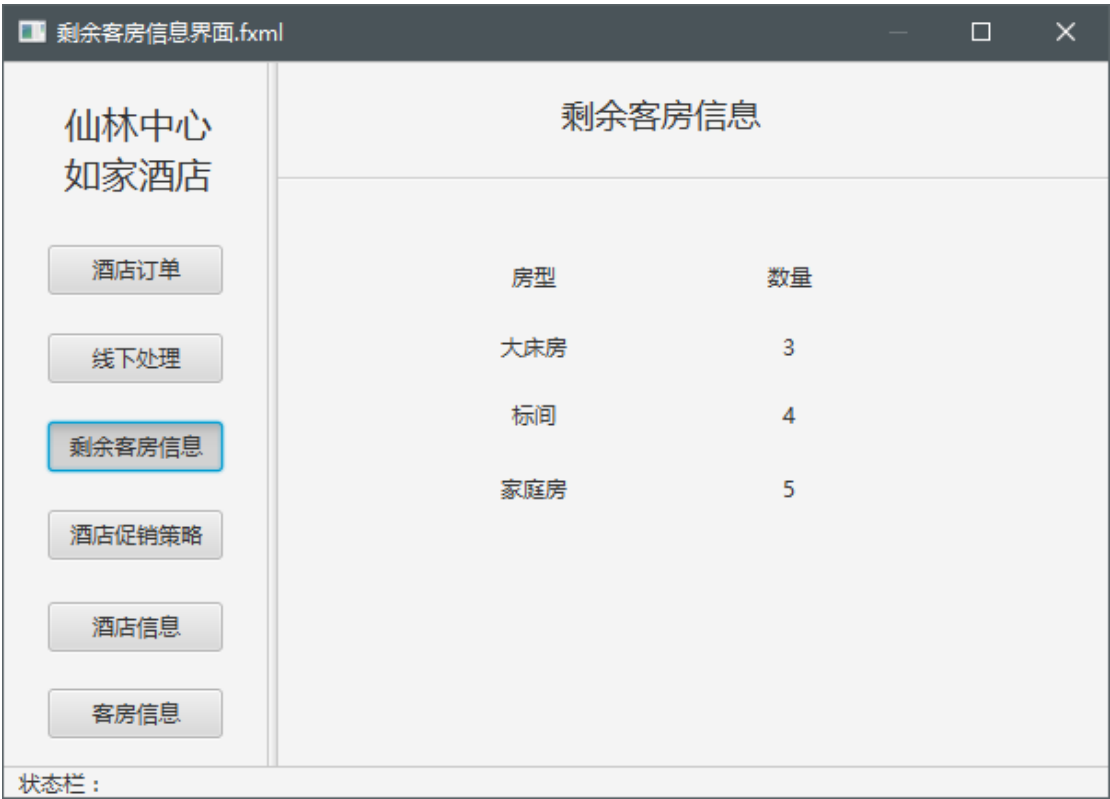 剩余客房信息界面.fxml
仙林中心
如家酒店
酒店订单
线下处理
剩余客房信息
酒店促销策略
酒店信息
客房信息
剩余客房信息
房型 数量
大床房 3
标间 4
家庭房 5
状态栏：